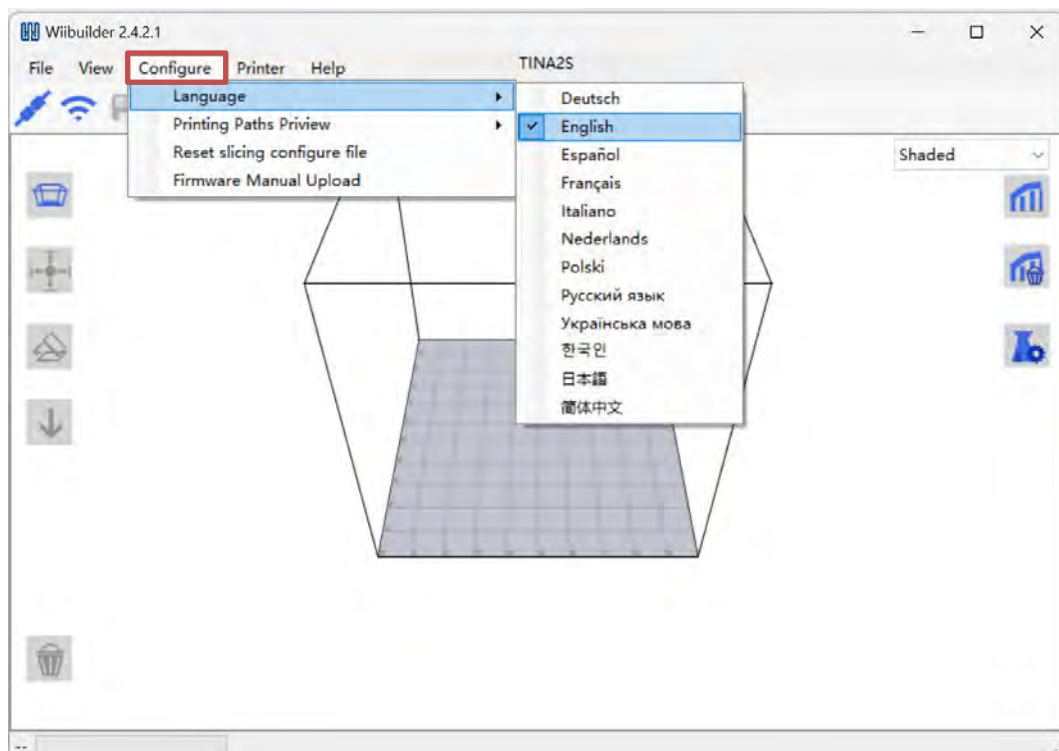 Wiibuilder 2.4.2.1
File View Configure Printer Help
TINA2S
Language
Printing Paths Priview
Reset slicing configure file
Firmware Manual Upload
Deutsch
English
Español
Français
Italiano
Nederlands
Polski
Русский язык
Українська мова
한국인
日本語
简体中文
Shaded
--